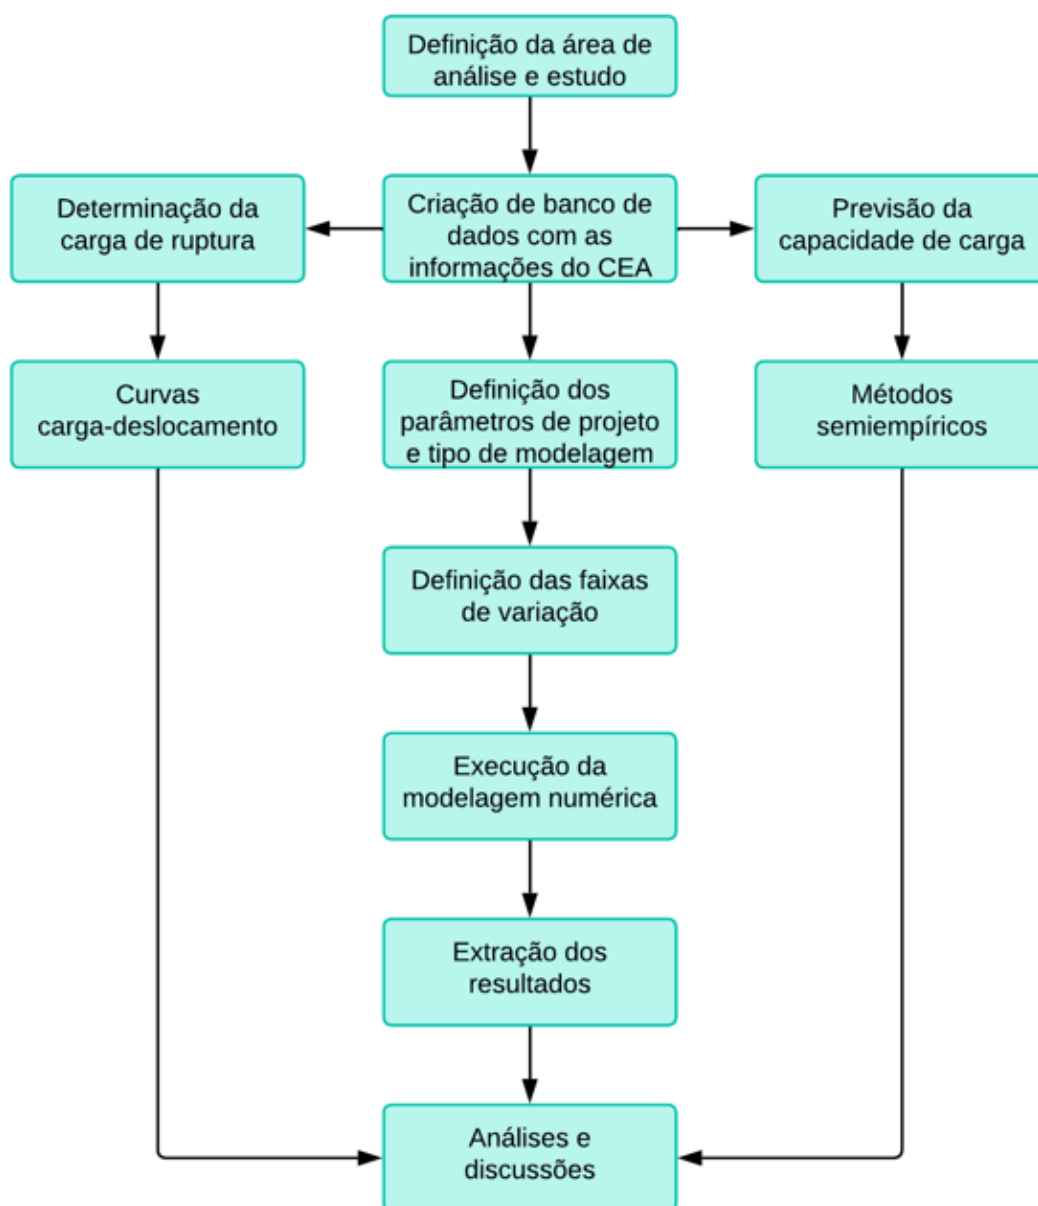 Definição da área de
análise e estudo
Determinação da
carga de ruptura
Criação de banco de
dados com as
informações do CEA
Previsão da
capacidade de carga
Curvas
carga-deslocamento
Definição dos
parâmetros de projeto
e tipo de modelagem
Métodos
semiempíricos
Definição das faixas
de variação
Execução da
modelagem numérica
Extração dos
resultados
Análises e
discussões